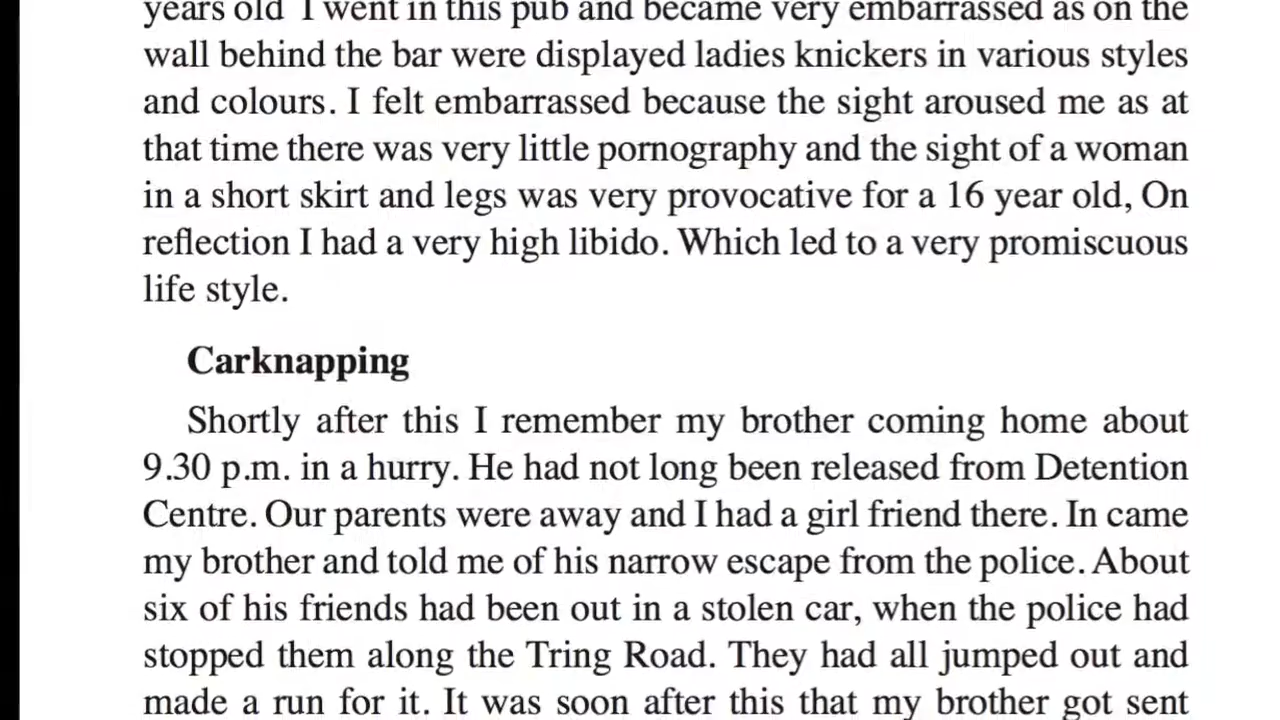 years old I went in this pub and became very embarrassed as on the
wall behind the bar were displayed ladies knickers in various styles
and colours. I felt embarrassed because the sight aroused me as at
that time there was very little pornography and the sight of a woman
in a short skirt and legs was very provocative for a 16 year old, On
reflection I had a very high libido. Which led to a very promiscuous
life style.
Carknapping
Shortly after this I remember my brother coming home about
9.30 p.m. in a hurry. He had not long been released from Detention
Centre. Our parents were away and I had a girl friend there. In came
my brother and told me of his narrow escape from the police. About
six of his friends had been out in a stolen car, when the police had
stopped them along the Tring Road. They had all jumped out and
made a run for it. It was soon after this that my brother got sent